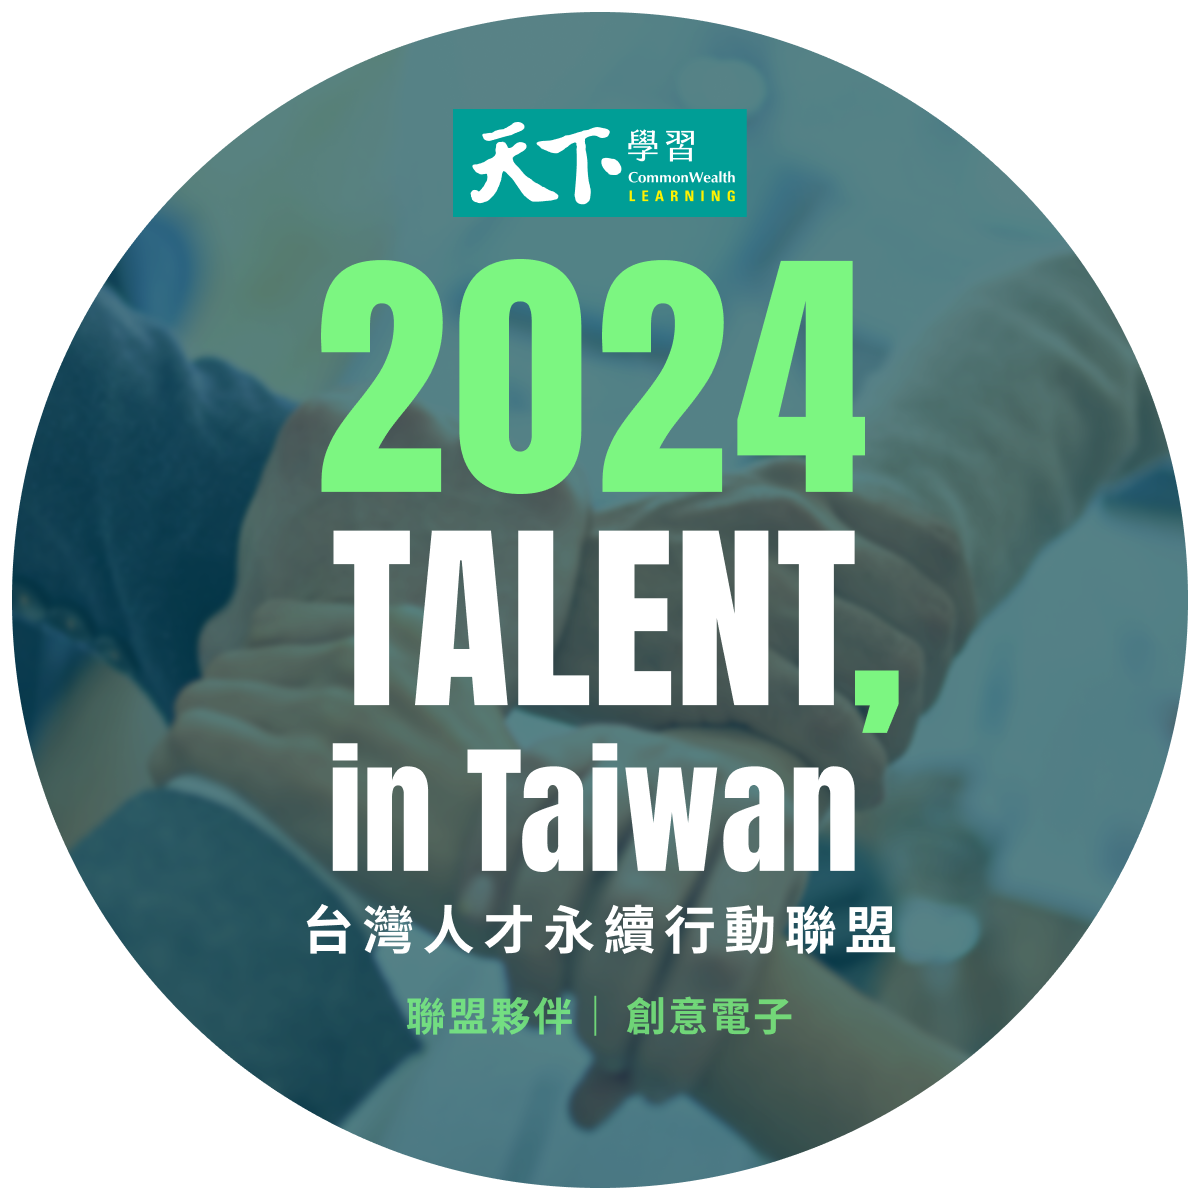 天下學習
CommonWealth
LEARNING
2024
TALENT,
in Taiwan
台灣人才永續行動聯盟
聯盟夥伴｜創意電子